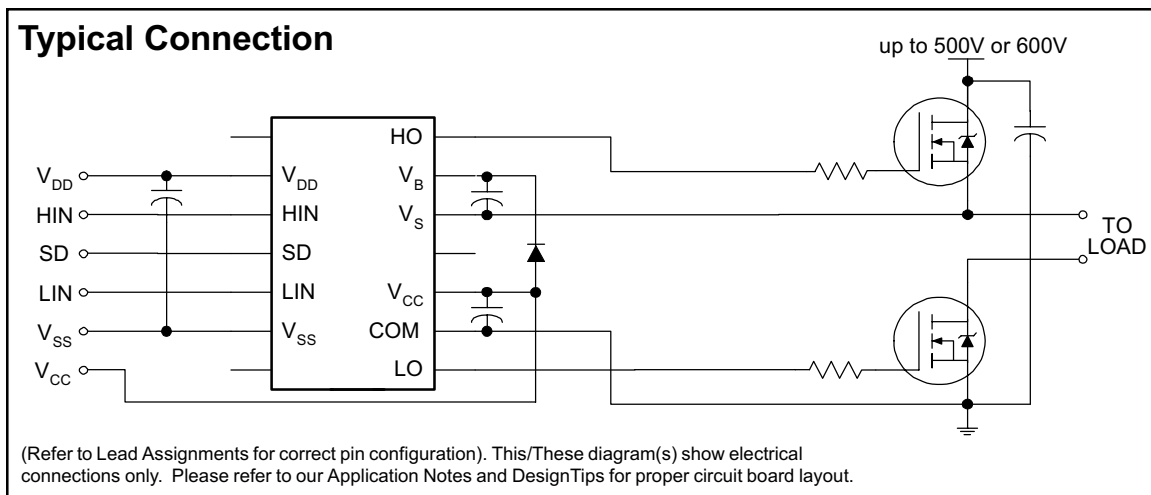 Typical Connection
up to 500V or 600V
HO
VDD
VDD
VB
HIN
HIN
VS
TO
LOAD
SD
SD
LIN
LIN
VCC
VSS
VSS
COM
VCC
LO
(Refer to Lead Assignments for correct pin configuration). This/These diagram(s) show electrical
connections only. Please refer to our Application Notes and DesignTips for proper circuit board layout.